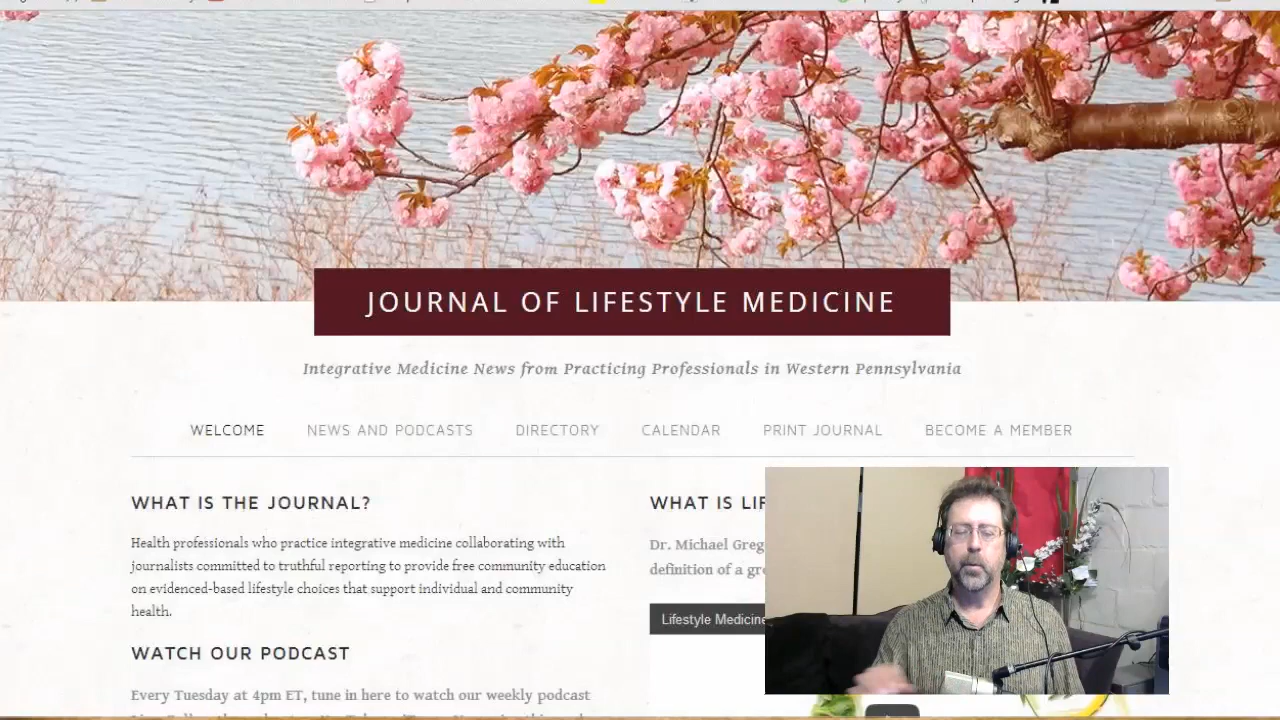 JOURNAL OF LIFESTYLE MEDICINE
Integrative Medicine News from Practicing Professionals in Western Pennsylvania
WELCOME NEWS AND PODCASTS DIRECTORY CALENDAR PRINT JOURNAL BECOME A MEMBER
WHAT IS THE JOURNAL?
Health professionals who practice integrative medicine collaborating with
journalists committed to truthful reporting to provide free community education
on evidenced-based lifestyle choices that support individual and community
health.
WATCH OUR PODCAST
Every Tuesday at 4pm ET, tune in here to watch our weekly podcast
WHAT IS LIF
Dr. Michael Greg
definition of a gr
Lifestyle Medicine